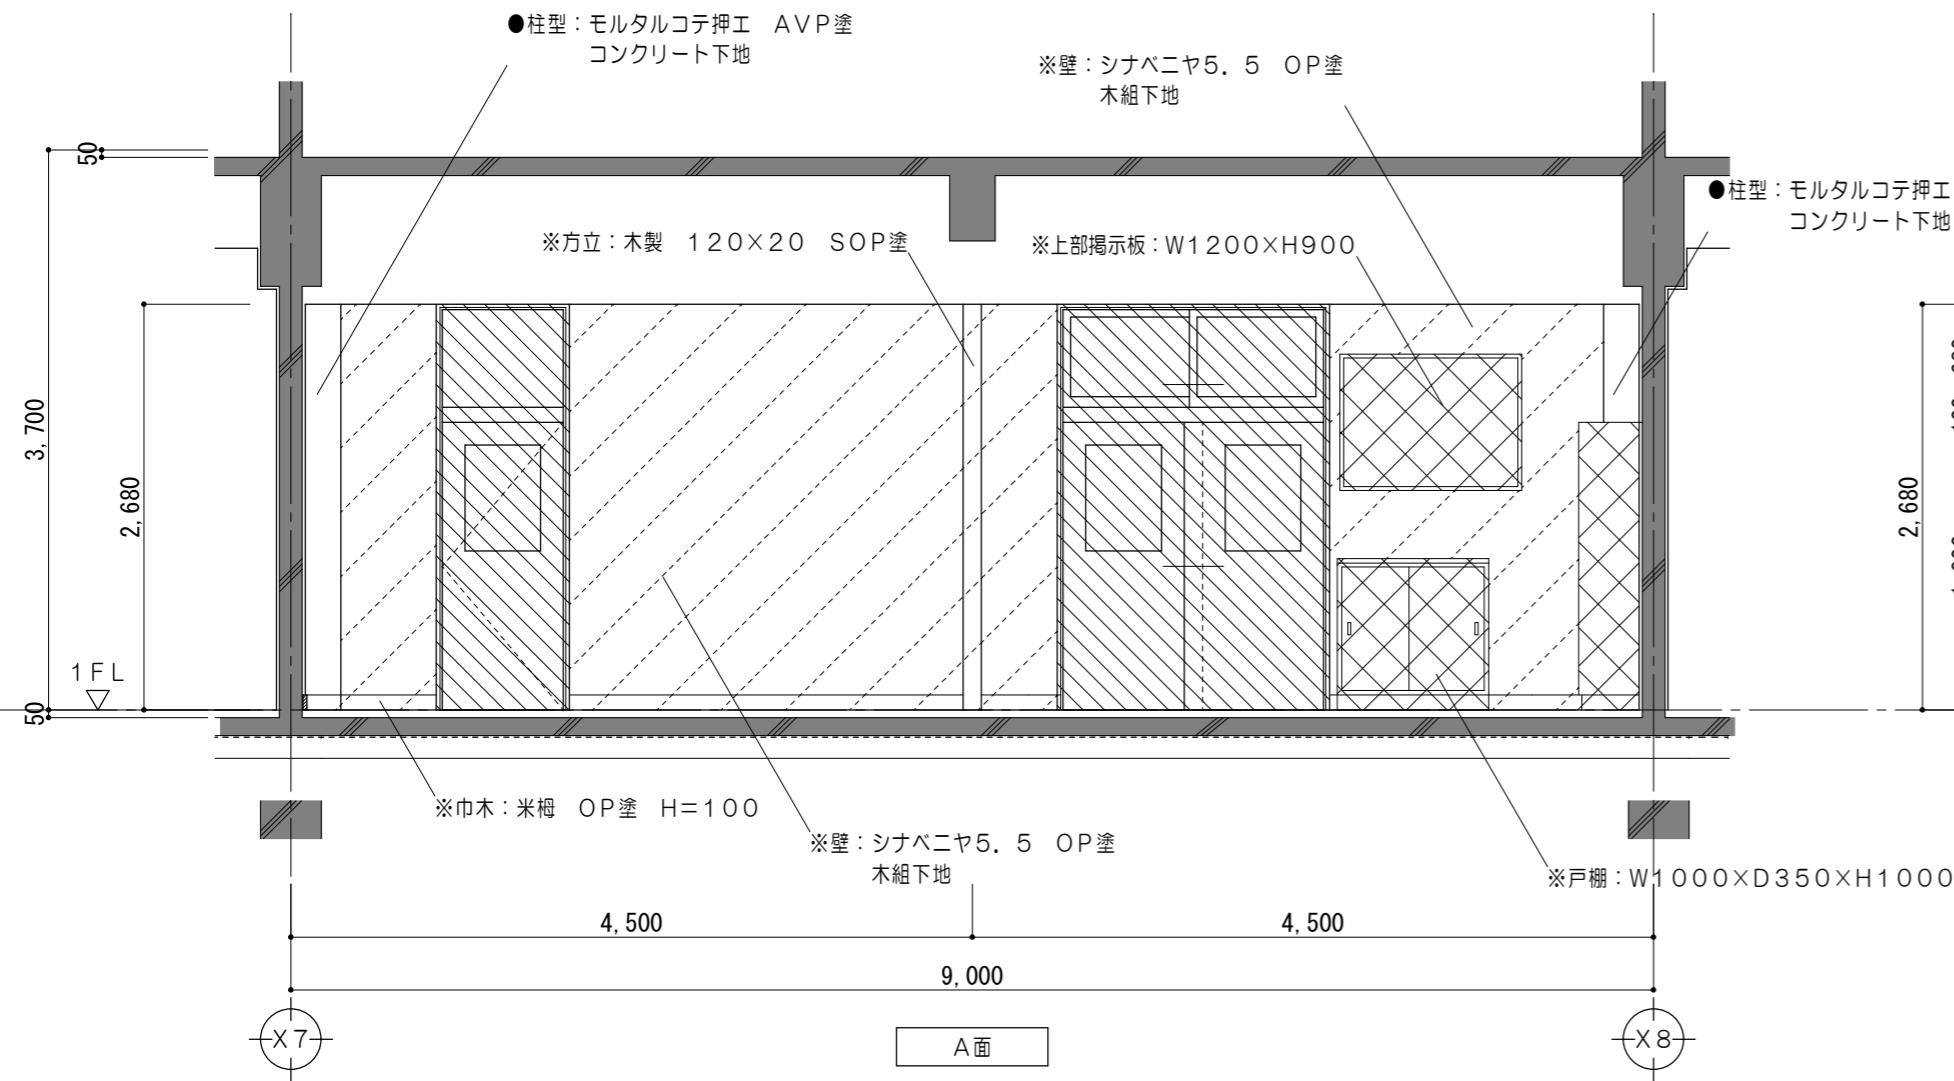 ●柱型：モルタルコテ押エ　ＡＶＰ塗
コンクリート下地
※壁：シナベニヤ５．５　ＯＰ塗
木組下地
50
●柱型：モルタルコテ押エ
コンクリート下地
※方立：木製　１２０×２０　ＳＯＰ塗
※上部掲示板：Ｗ１２００×Ｈ９００
3,700
2,680
2,680
１ＦＬ
50
※巾木：米栂　ＯＰ塗　Ｈ＝１００
※壁：シナベニヤ５．５　ＯＰ塗
木組下地
※戸棚：Ｗ１０００×Ｄ３５０×Ｈ１０００
4,500
4,500
9,000
Ｘ７
Ａ面
Ｘ８